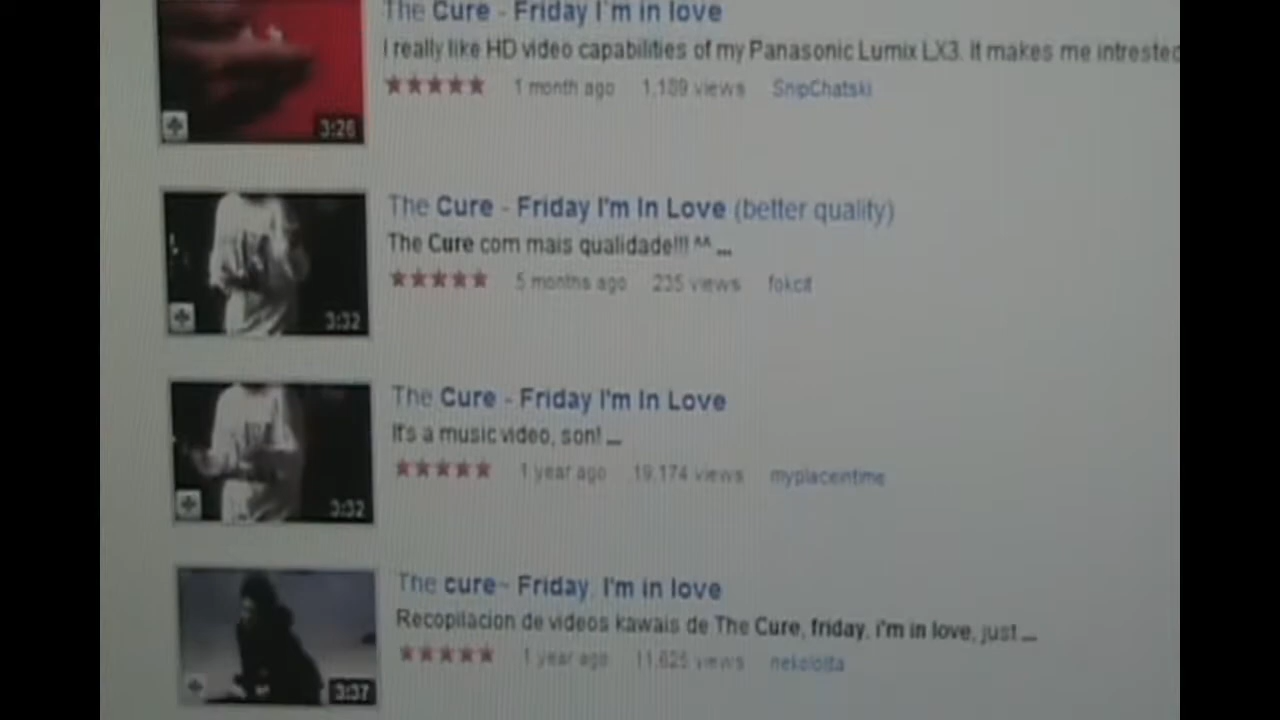 The Cure - Friday I'm in love
I really like HD video capabilities of my Panasonic Lumix LX3. It makes me intrested
★★★★★ 1 month ago 1,189 views SnipChatski
3:26
The Cure - Friday I'm In Love (better quality)
The Cure com mais qualidade!!! ^^ ...
★★★★★ 5 months ago 235 views
3:32
The Cure - Friday I'm In Love
It's a music video, son! ...
★★★★★ 1 year ago 19,174 views myplaceintime
3:32
The cure~ Friday, I'm in love
Recopilacion de videos kawais de The Cure, friday, i'm in love, just ...
★★★★★ 1 year ago 11,625 views
3:37